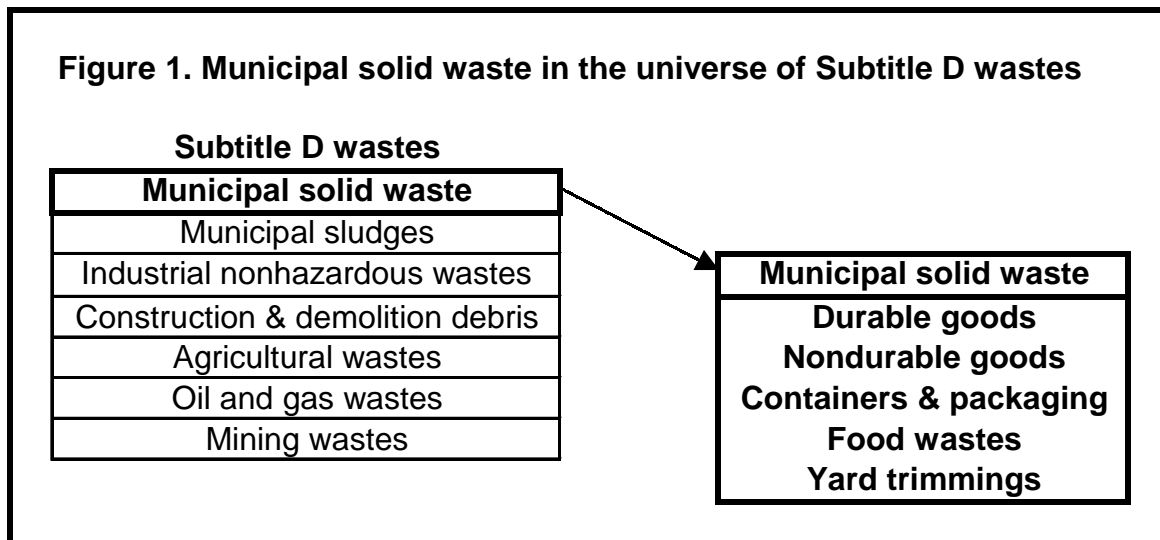 Figure 1. Municipal solid waste in the universe of Subtitle D wastes
Subtitle D wastes
Municipal solid waste
Municipal sludges
Industrial nonhazardous wastes
Construction & demolition debris
Agricultural wastes
Oil and gas wastes
Mining wastes
Municipal solid waste
Durable goods
Nondurable goods
Containers & packaging
Food wastes
Yard trimmings